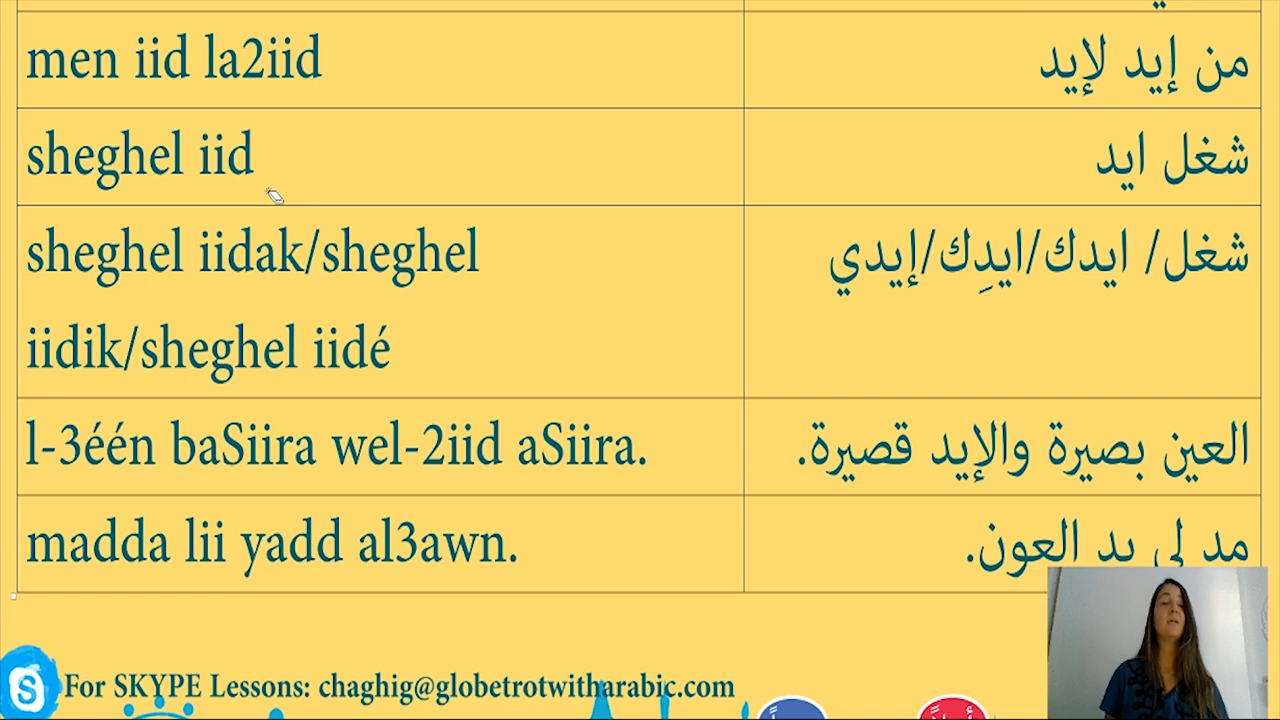 men iid la2iid
من إيد لإيد
sheghel iid
شغل ايد
sheghel iidak/sheghel
شغل/ ايدك/ايدِك/إيدي
iidik/sheghel iidé
l-3één baSiira wel-2iid aSiira.
العين بصيرة والإيد قصيرة.
madda lii yadd al3awn.
مد لي يد العون.
For SKYPE Lessons: chaghig@globetrotwitharabic.com